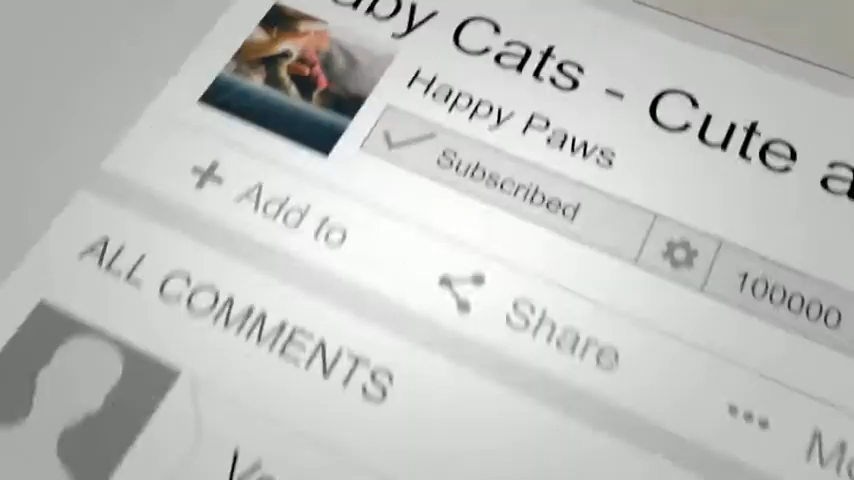 Cats - Cute
Happy Paws
Subscribed
100000
Add to
Share
ALL COMMENTS